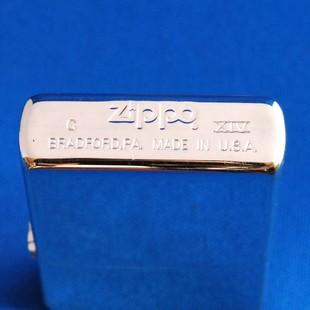 G Zippo XIV
BRADFORD,PA. MADE IN U.S.A.